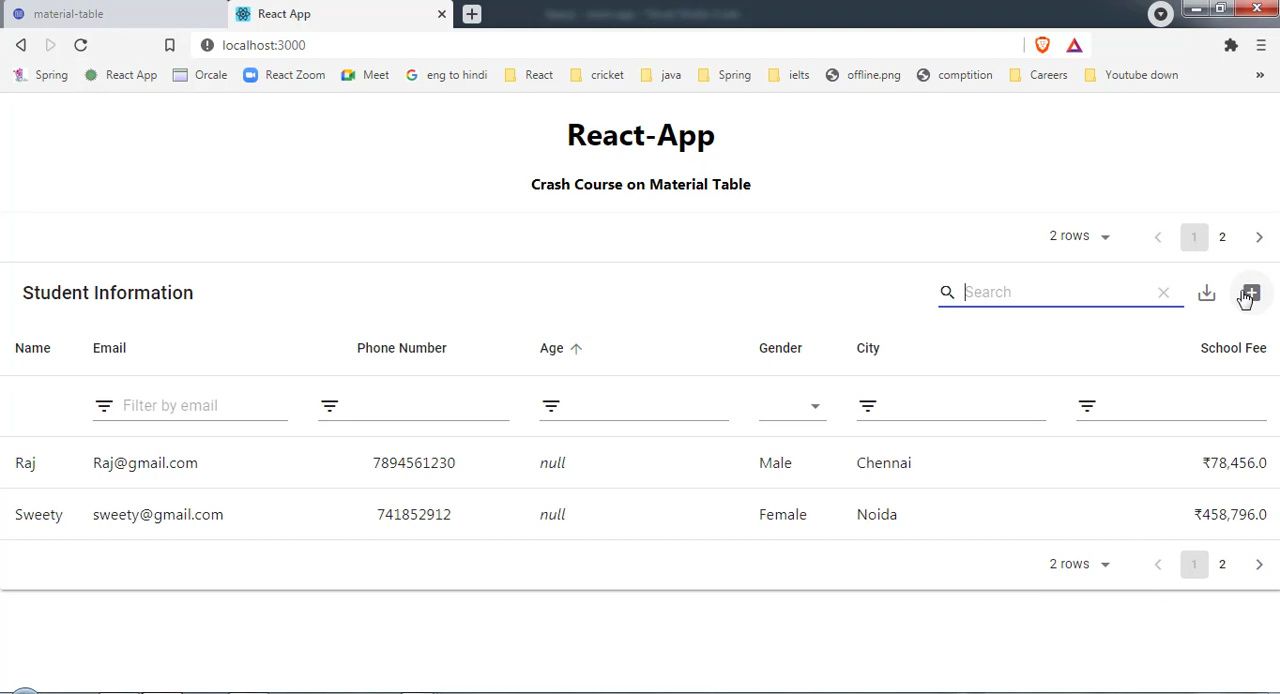 material-table
React App
localhost:3000
Spring React App Orcale React Zoom Meet eng to hindi React cricket java Spring ielts offline.png comptition Careers Youtube down »
React-App
Crash Course on Material Table
2 rows 1 2
Student Information
Search
Name Email Phone Number Age Gender City School Fee
Filter by email
Raj Raj@gmail.com 7894561230 null Male Chennai ₹78,456.0
Sweety sweety@gmail.com 741852912 null Female Noida ₹458,796.0
2 rows 1 2